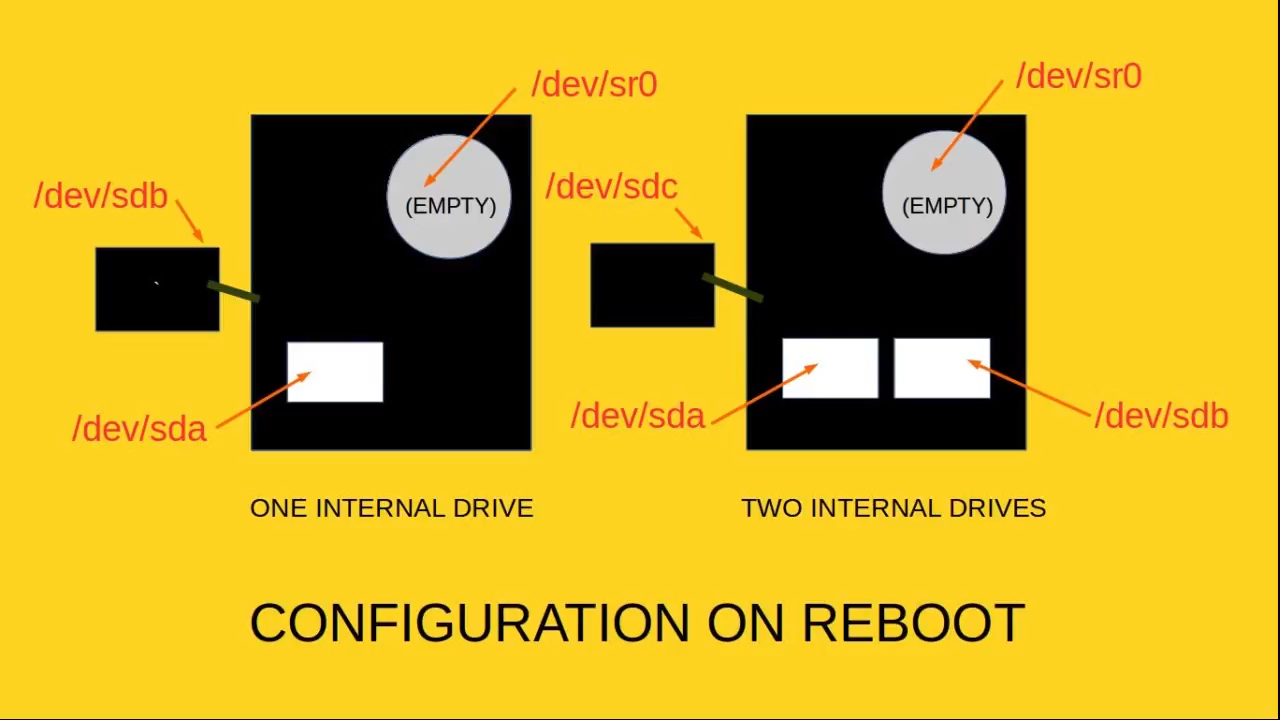 /dev/sr0
/dev/sdb
(EMPTY)
/dev/sda
ONE INTERNAL DRIVE
/dev/sr0
/dev/sdc
(EMPTY)
/dev/sda
/dev/sdb
TWO INTERNAL DRIVES
CONFIGURATION ON REBOOT